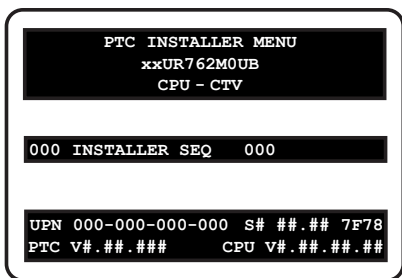 PTC INSTALLER MENU
xxUR762M0UB
CPU - CTV
000 INSTALLER SEQ 000
UPN 000-000-000-000 S# ##.## 7F78
PTC V#.##.### CPU V#.##.##.##